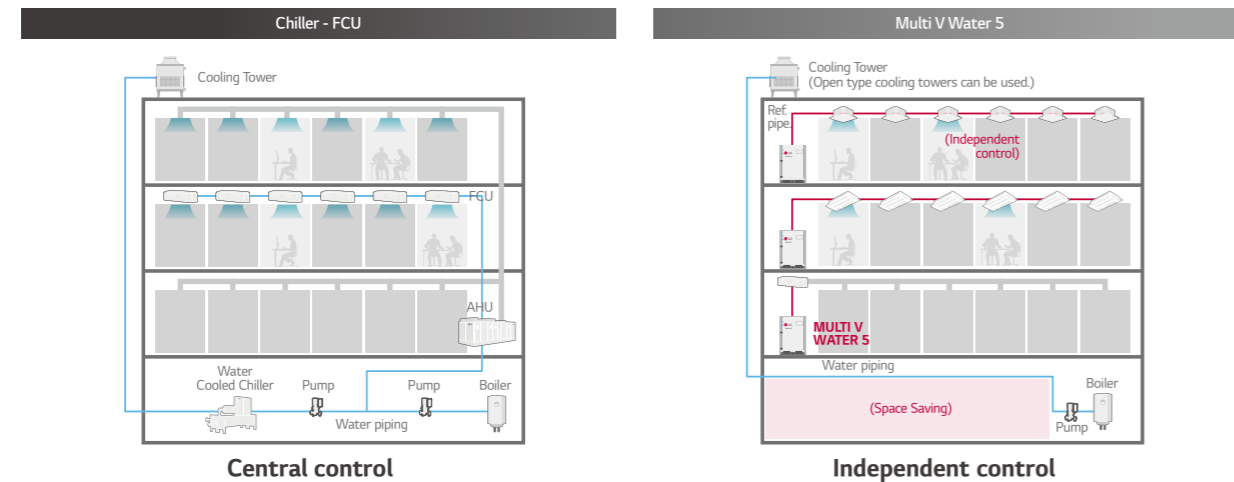 Chiller - FCU
Cooling Tower
FCU
AHU
Water
Cooled Chiller
Pump
Pump
Boiler
Water piping
Central control
Multi V Water 5
Cooling Tower
(Open type cooling towers can be used.)
Ref.
pipe.
(Independent
control)
MULTI V
WATER 5
Water piping
(Space Saving)
Boiler
Pump
Independent control